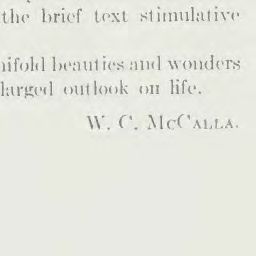 the brief text stimulative
nifold beauties and wonders
larged outlook on life.
W. C. McCalla.